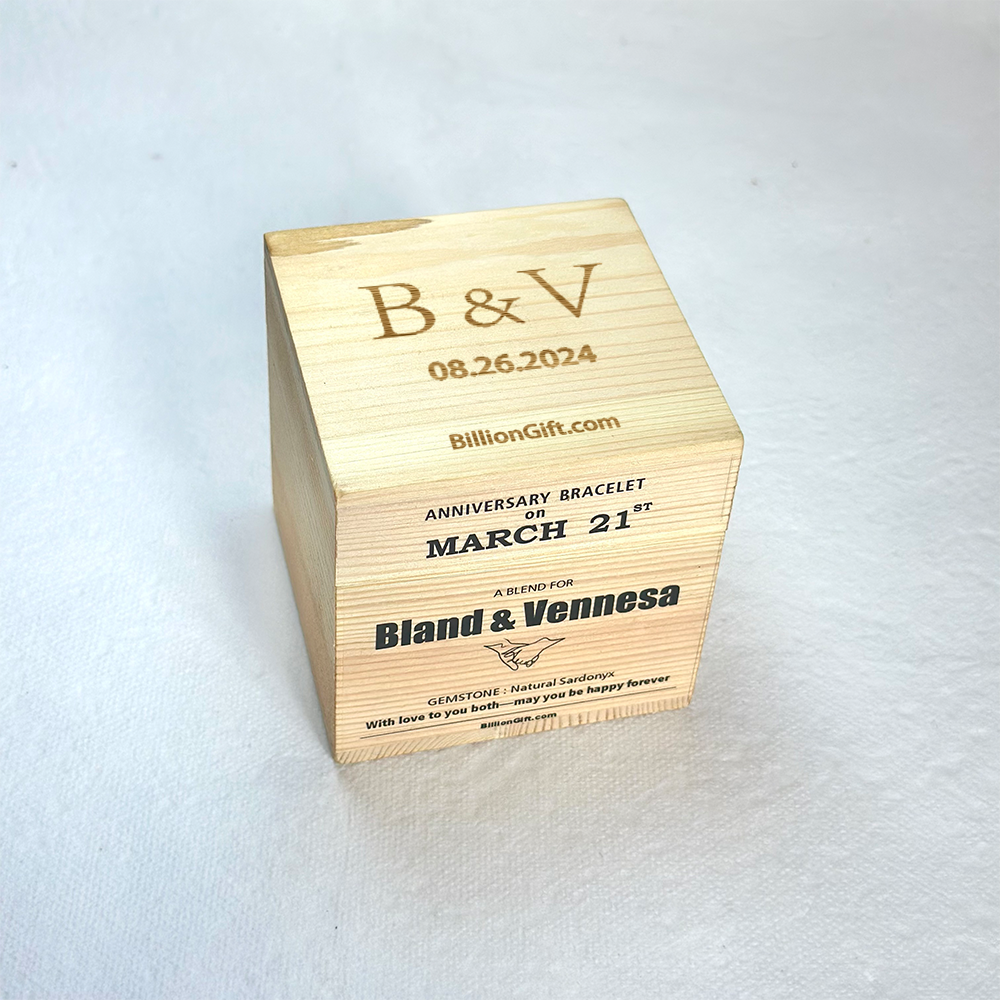 B & V
08.26.2024
BillionGift.com
ANNIVERSARY BRACELET
on
MARCH 21ST
A BLEND FOR
Bland & Vennesa
GEMSTONE : Natural Sardonyx
With love to you both—may you be happy forever
BillionGift.com